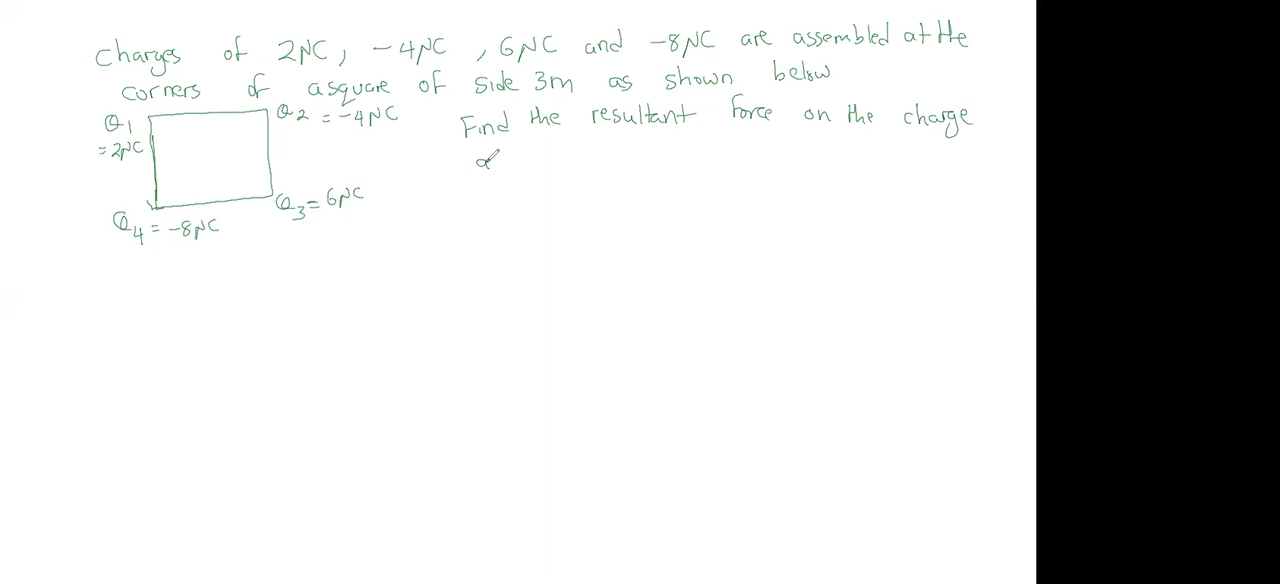 Charges of 2μC, -4μC, 6μC and -8μC are assembled at the
corners of a square of side 3m as shown below
Q1 = 2μC
Q2 = -4μC
Find the resultant force on the charge
Q3 = 6μC
Q4 = -8μC